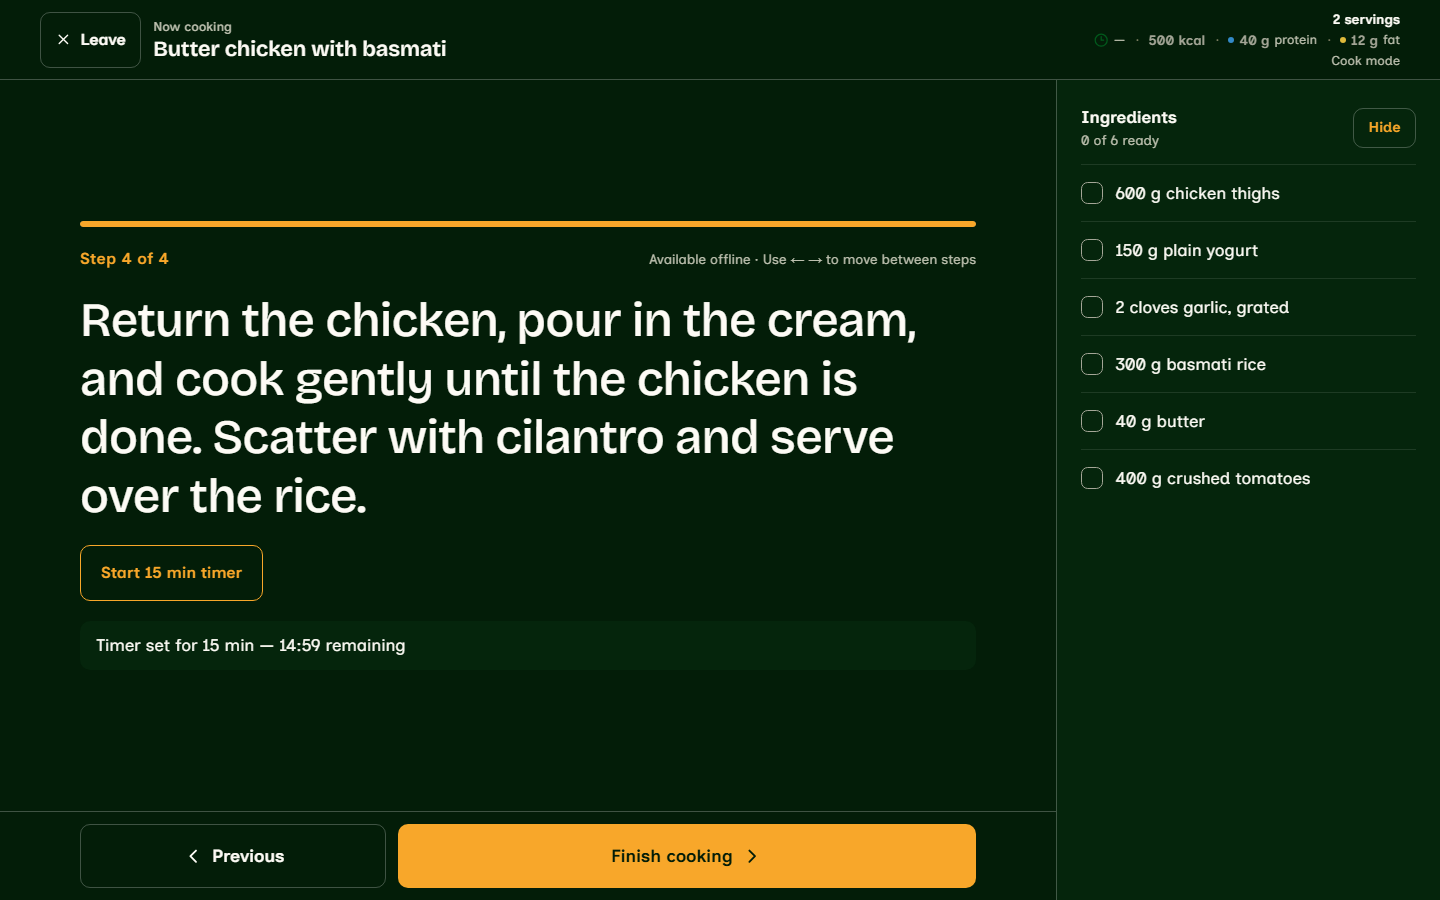 Leave
Now cooking
Butter chicken with basmati
2 servings
— · 500 kcal · 40 g protein · 12 g fat
Cook mode
Step 4 of 4
Available offline · Use ← → to move between steps
Return the chicken, pour in the cream,
and cook gently until the chicken is
done. Scatter with cilantro and serve
over the rice.
Start 15 min timer
Timer set for 15 min — 14:59 remaining
Previous
Finish cooking
Ingredients
0 of 6 ready
Hide
600 g chicken thighs
150 g plain yogurt
2 cloves garlic, grated
300 g basmati rice
40 g butter
400 g crushed tomatoes